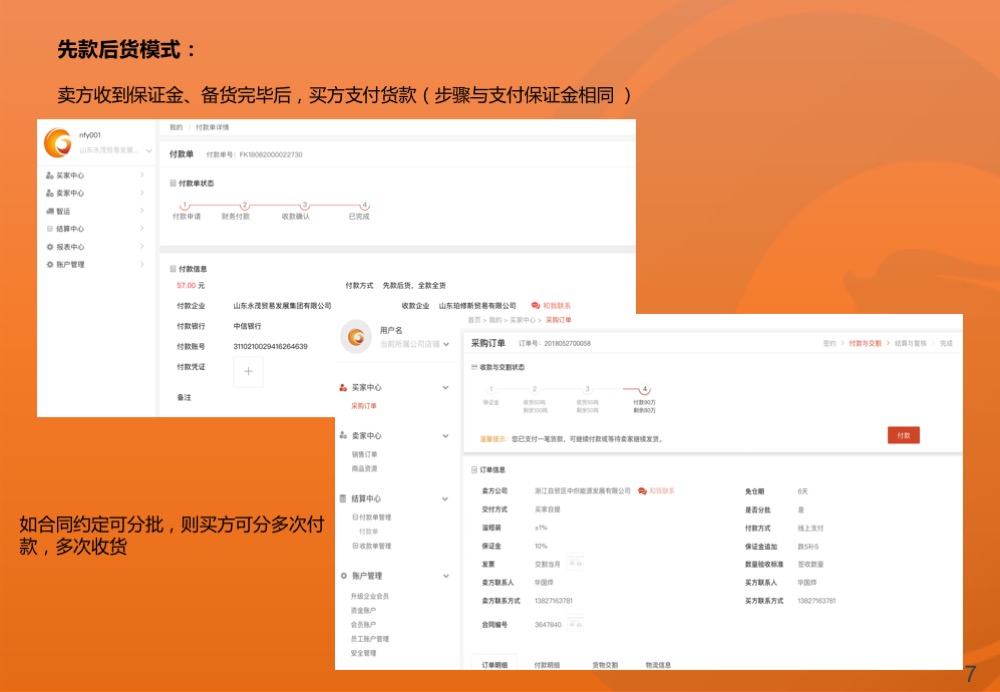 先款后货模式：
卖方收到保证金、备货完毕后，买方支付货款（步骤与支付保证金相同 ）
nfy001
山东永茂贸易发展...
买家中心
卖家中心
智运
结算中心
报表中心
账户管理
我的 > 付款单详情
付款单 付款单号: FK18082000022730
付款单状态
1 2 3 4
付款申请 财务付款 收款确认 已完成
付款信息
57.00 元 付款方式 先款后货，全款全货
付款企业 山东永茂贸易发展集团有限公司 收款企业 山东珀修斯贸易有限公司 和我联系
付款银行 中信银行
付款账号 3110210029416264639
付款凭证
备注
如合同约定可分批，则买方可分多次付
款，多次收货
用户名
当前所属公司店铺
买家中心
采购订单
卖家中心
销售订单
商品资源
结算中心
付款单管理
付款单
收款单管理
账户管理
升级企业会员
资金账户
会员账户
员工账户管理
安全管理
首页 > 我的 > 买家中心 > 采购订单
采购订单 订单号: 2018052700058
签约 > 付款与交割 > 结算与复核 > 完成
收款与交割状态
1 2 3 4
保证金 付款90万
剩余80万
温馨提示: 您已支付一笔货款，可继续付款或等待卖家继续发货。
付款
订单信息
卖方公司 浙江自贸区中织能源发展有限公司 和我联系 免仓期 6天
交付方式 买家自提 是否分批 是
溢短装 ±1% 付款方式 线上支付
保证金 10% 保证金追加 跌5补5
发票 交割当月 数量验收标准 签收数量
卖方联系人 华国烨 买方联系人 华国烨
卖方联系方式 13827163781 买方联系方式 13827163781
合同编号 3647840
订单明细 付款明细 货物交割 物流信息
7